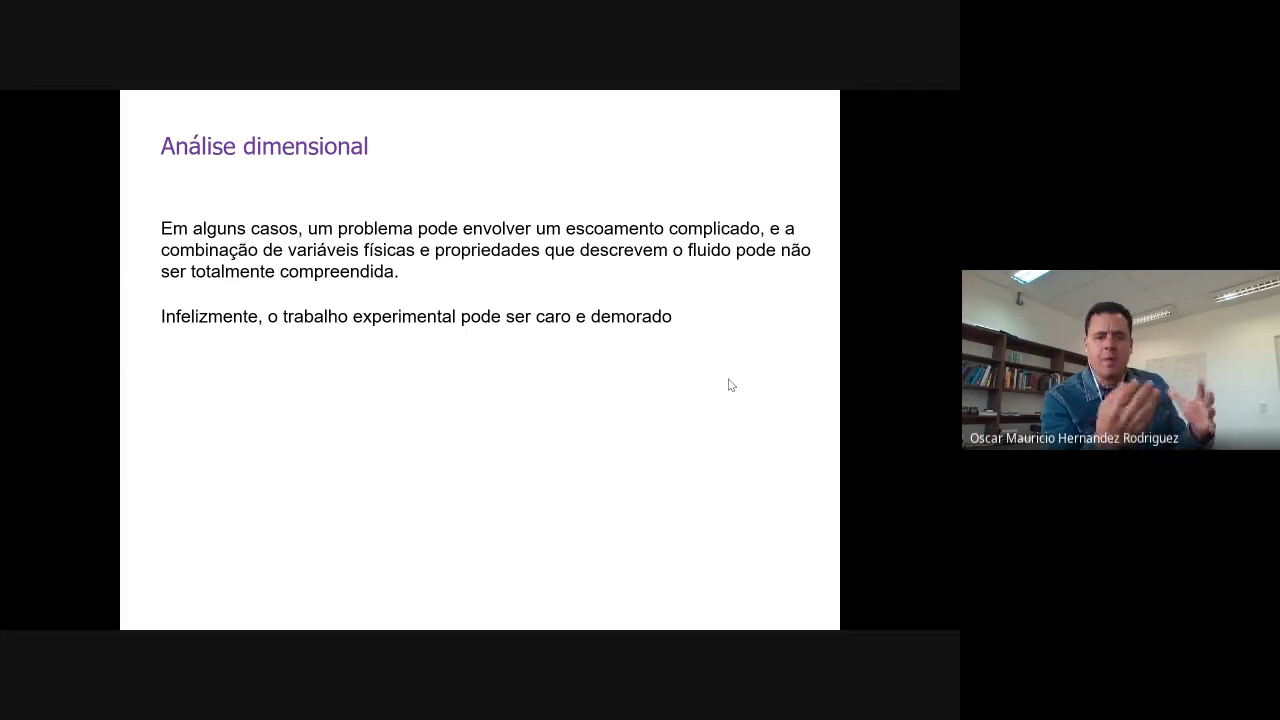 Análise dimensional
Em alguns casos, um problema pode envolver um escoamento complicado, e a
combinação de variáveis físicas e propriedades que descrevem o fluido pode não
ser totalmente compreendida.
Infelizmente, o trabalho experimental pode ser caro e demorado
Oscar Mauricio Hernandez Rodriguez